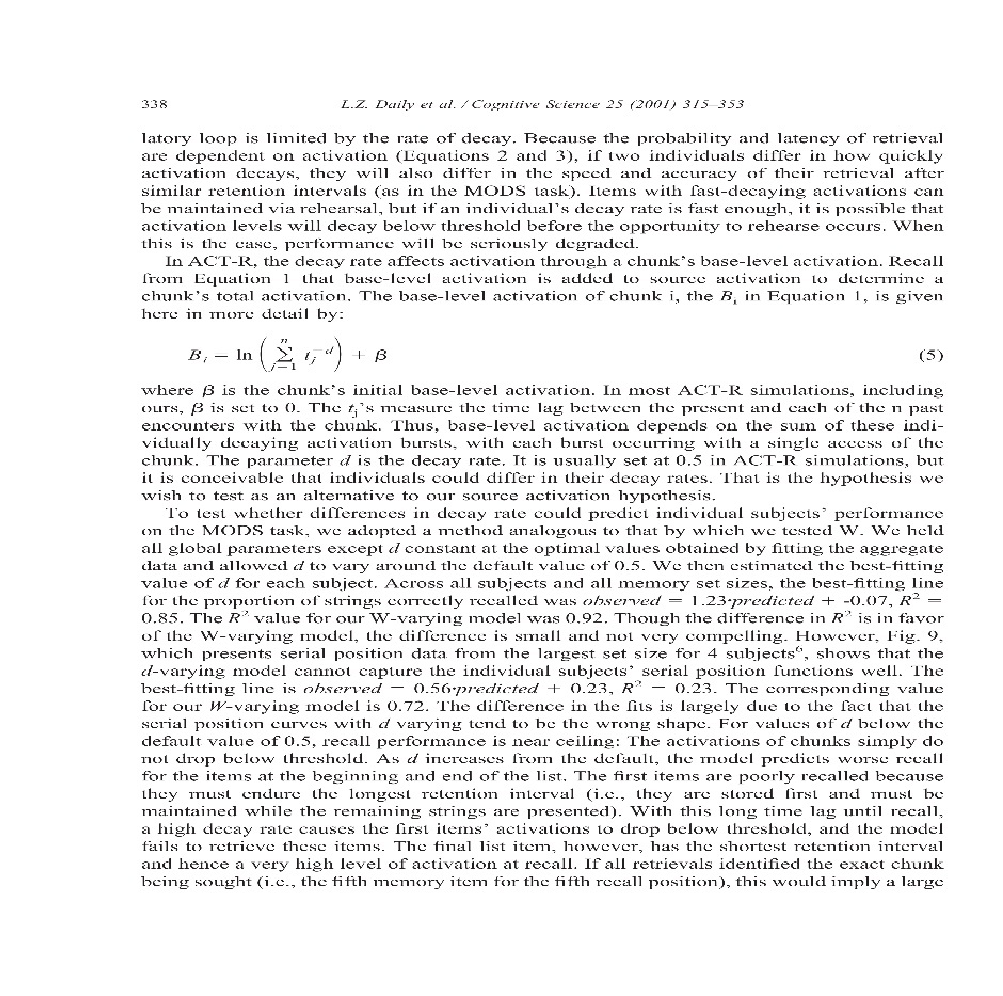 338 L.Z. Daily et al. / Cognitive Science 25 (2001) 315–353
latory loop is limited by the rate of decay. Because the probability and latency of retrieval
are dependent on activation (Equations 2 and 3), if two individuals differ in how quickly
activation decays, they will also differ in the speed and accuracy of their retrieval after
similar retention intervals (as in the MODS task). Items with fast-decaying activations can
be maintained via rehearsal, but if an individual's decay rate is fast enough, it is possible that
activation levels will decay below threshold before the opportunity to rehearse occurs. When
this is the case, performance will be seriously degraded.
In ACT-R, the decay rate affects activation through a chunk's base-level activation. Recall
from Equation 1 that base-level activation is added to source activation to determine a
chunk's total activation. The base-level activation of chunk i, the B_i in Equation 1, is given
here in more detail by:
B_i = ln ( ∑_{j=1}^{n} t_j^{-d} ) + β (5)
where β is the chunk's initial base-level activation. In most ACT-R simulations, including
ours, β is set to 0. The t_j's measure the time lag between the present and each of the n past
encounters with the chunk. Thus, base-level activation depends on the sum of these indi-
vidually decaying activation bursts, with each burst occurring with a single access of the
chunk. The parameter d is the decay rate. It is usually set at 0.5 in ACT-R simulations, but
it is conceivable that individuals could differ in their decay rates. That is the hypothesis we
wish to test as an alternative to our source activation hypothesis.
To test whether differences in decay rate could predict individual subjects' performance
on the MODS task, we adopted a method analogous to that by which we tested W. We held
all global parameters except d constant at the optimal values obtained by fitting the aggregate
data and allowed d to vary around the default value of 0.5. We then estimated the best-fitting
value of d for each subject. Across all subjects and all memory set sizes, the best-fitting line
for the proportion of strings correctly recalled was observed = 1.23·predicted + -0.07, R² =
0.85. The R² value for our W-varying model was 0.92. Though the difference in R² is in favor
of the W-varying model, the difference is small and not very compelling. However, Fig. 9,
which presents serial position data from the largest set size for 4 subjects⁶, shows that the
d-varying model cannot capture the individual subjects' serial position functions well. The
best-fitting line is observed = 0.56·predicted + 0.23, R² = 0.23. The corresponding value
for our W-varying model is 0.72. The difference in the fits is largely due to the fact that the
serial position curves with d varying tend to be the wrong shape. For values of d below the
default value of 0.5, recall performance is near ceiling: The activations of chunks simply do
not drop below threshold. As d increases from the default, the model predicts worse recall
for the items at the beginning and end of the list. The first items are poorly recalled because
they must endure the longest retention interval (i.e., they are stored first and must be
maintained while the remaining strings are presented). With this long time lag until recall,
a high decay rate causes the first items' activations to drop below threshold, and the model
fails to retrieve these items. The final list item, however, has the shortest retention interval
and hence a very high level of activation at recall. If all retrievals identified the exact chunk
being sought (i.e., the fifth memory item for the fifth recall position), this would imply a large